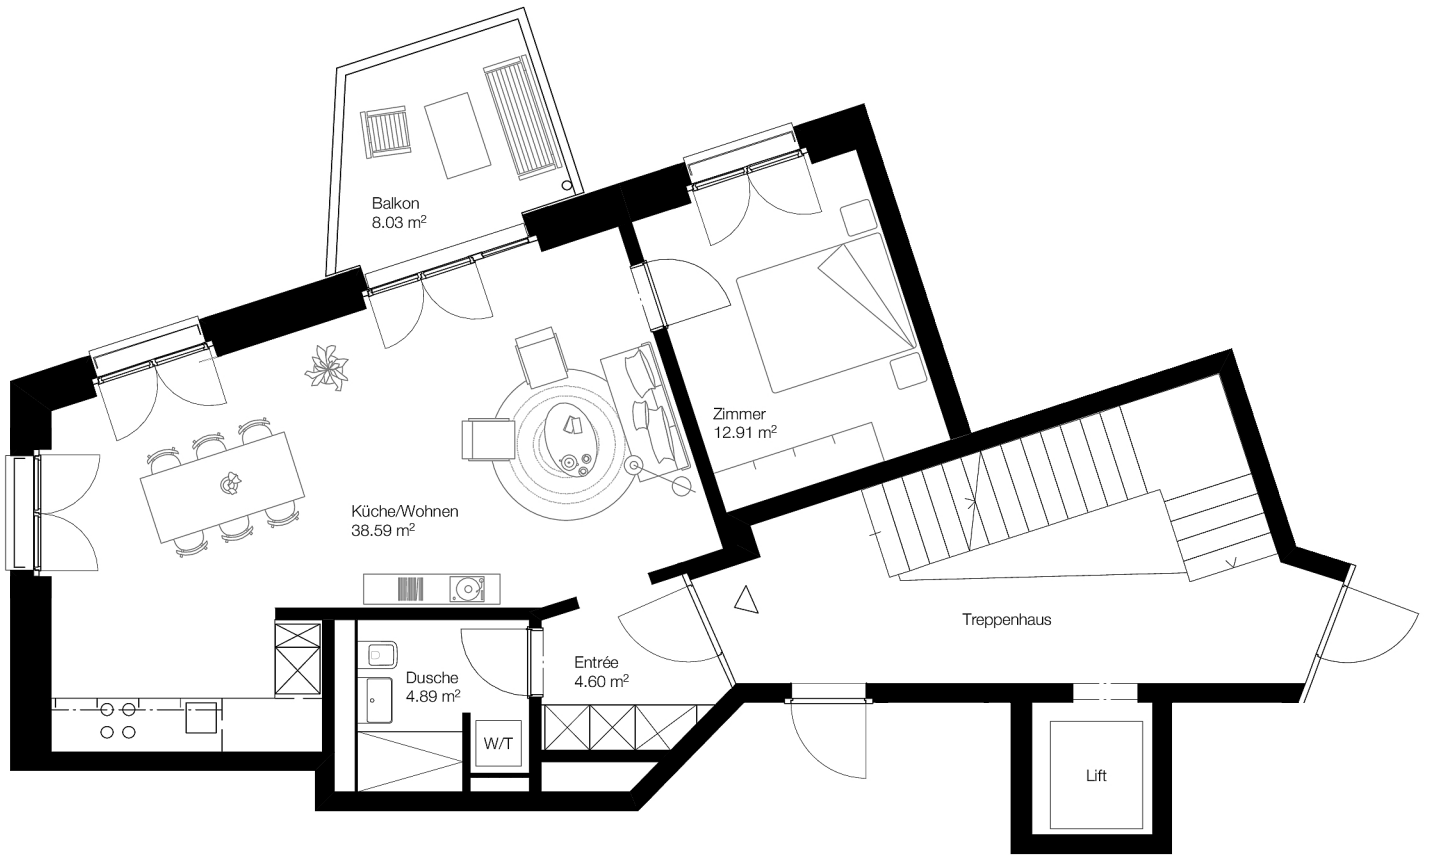 Balkon
8.03 m²
Zimmer
12.91 m²
Küche/Wohnen
38.59 m²
Treppenhaus
Entrée
4.60 m²
Dusche
4.89 m²
W/T
Lift